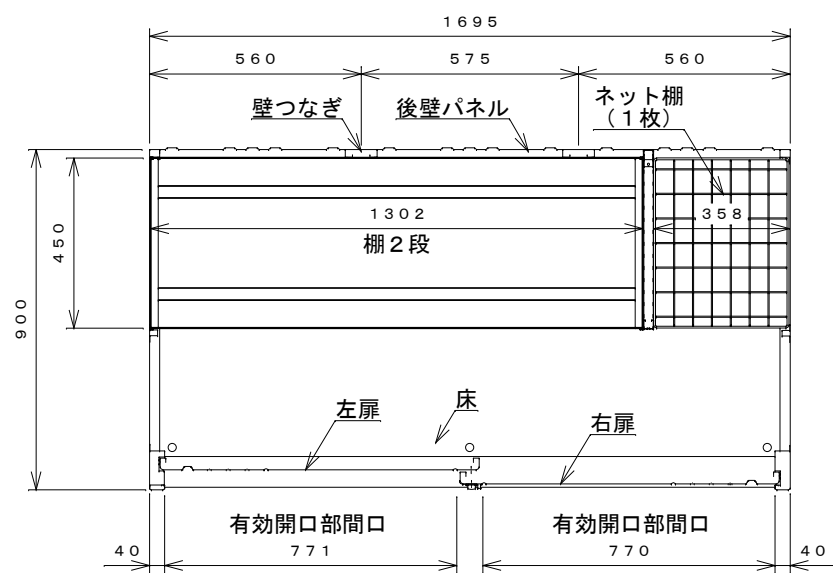 1695
560 575 560
壁つなぎ 後壁パネル ネット棚
(1枚)
1302 358
棚2段
450
900
左扉 床 右扉
有効開口部間口 有効開口部間口
40 771 770 40